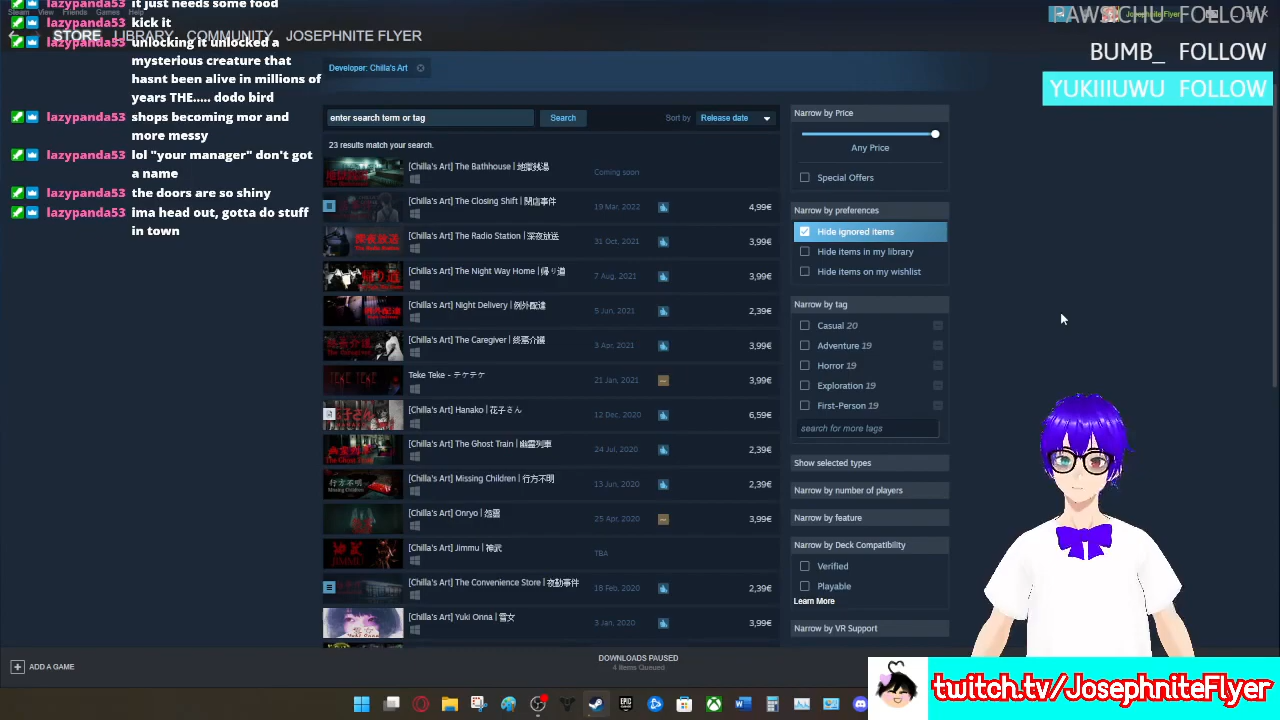 Steam View Friends Games Help
lazypanda53 it just needs some food
lazypanda53 kick it
lazypanda53 unlocking it unlocked a
mysterious creature that
hasnt been alive in millions of
years THE..... dodo bird
lazypanda53 shops becoming mor and
more messy
lazypanda53 lol "your manager" don't got
a name
lazypanda53 the doors are so shiny
lazypanda53 ima head out, gotta do stuff
in town
STORE LIBRARY COMMUNITY JOSEPHNITE FLYER
PAWSICHU FOLLOW
BUMB_ FOLLOW
YUKIIIUWU FOLLOW
Developer: Chilla's Art
enter search term or tag
Search
Sort by Release date
23 results match your search.
[Chilla's Art] The Bathhouse | 地獄銭湯
Coming soon
[Chilla's Art] The Closing Shift | 閉店事件
19 Mar, 2022 4,99€
[Chilla's Art] The Radio Station | 深夜放送
31 Oct, 2021 3,99€
[Chilla's Art] The Night Way Home | 帰り道
7 Aug, 2021 3,99€
[Chilla's Art] Night Delivery | 例外配達
5 Jun, 2021 2,39€
[Chilla's Art] The Caregiver | 終焉介護
3 Apr, 2021 3,99€
Teke Teke - テケテケ
21 Jan, 2021 3,99€
[Chilla's Art] Hanako | 花子さん
12 Dec, 2020 6,59€
[Chilla's Art] The Ghost Train | 幽霊列車
24 Jul, 2020 2,39€
[Chilla's Art] Missing Children | 行方不明
13 Jun, 2020 2,39€
[Chilla's Art] Onryo | 怨霊
25 Apr, 2020 3,99€
[Chilla's Art] Jimmu | 神武
TBA
[Chilla's Art] The Convenience Store | 夜勤事件
18 Feb, 2020 2,39€
[Chilla's Art] Yuki Onna | 雪女
3 Jan, 2020 3,99€
Narrow by Price
Any Price
Special Offers
Narrow by preferences
Hide ignored items
Hide items in my library
Hide items on my wishlist
Narrow by tag
Casual 20
Adventure 19
Horror 19
Exploration 19
First-Person 19
search for more tags
Show selected types
Narrow by number of players
Narrow by feature
Narrow by Deck Compatibility
Verified
Playable
Learn More
Narrow by VR Support
ADD A GAME
DOWNLOADS PAUSED
4 Items Queued
twitch.tv/JosephniteFlyer